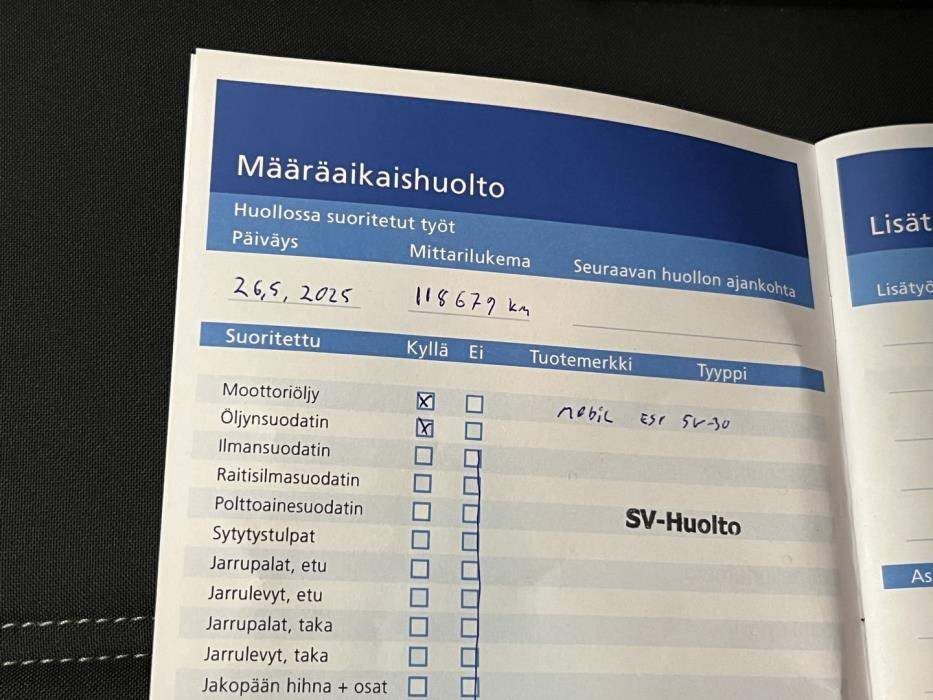 Määräaikaishuolto
Huollossa suoritetut työt
Päiväys Mittarilukema Seuraavan huollon ajankohta
26.5. 2025 118679 km
Suoritettu Kyllä Ei Tuotemerkki Tyyppi
Moottoriöljy mobil ESP 5W-30
Öljynsuodatin
Ilmansuodatin
Raitisilmasuodatin
Polttoainesuodatin
SV-Huolto
Sytytystulpat
Jarrupalat, etu
Jarrulevyt, etu
Jarrupalat, taka
Jarrulevyt, taka
Jakopään hihna + osat
Lisät
Lisätyö
As